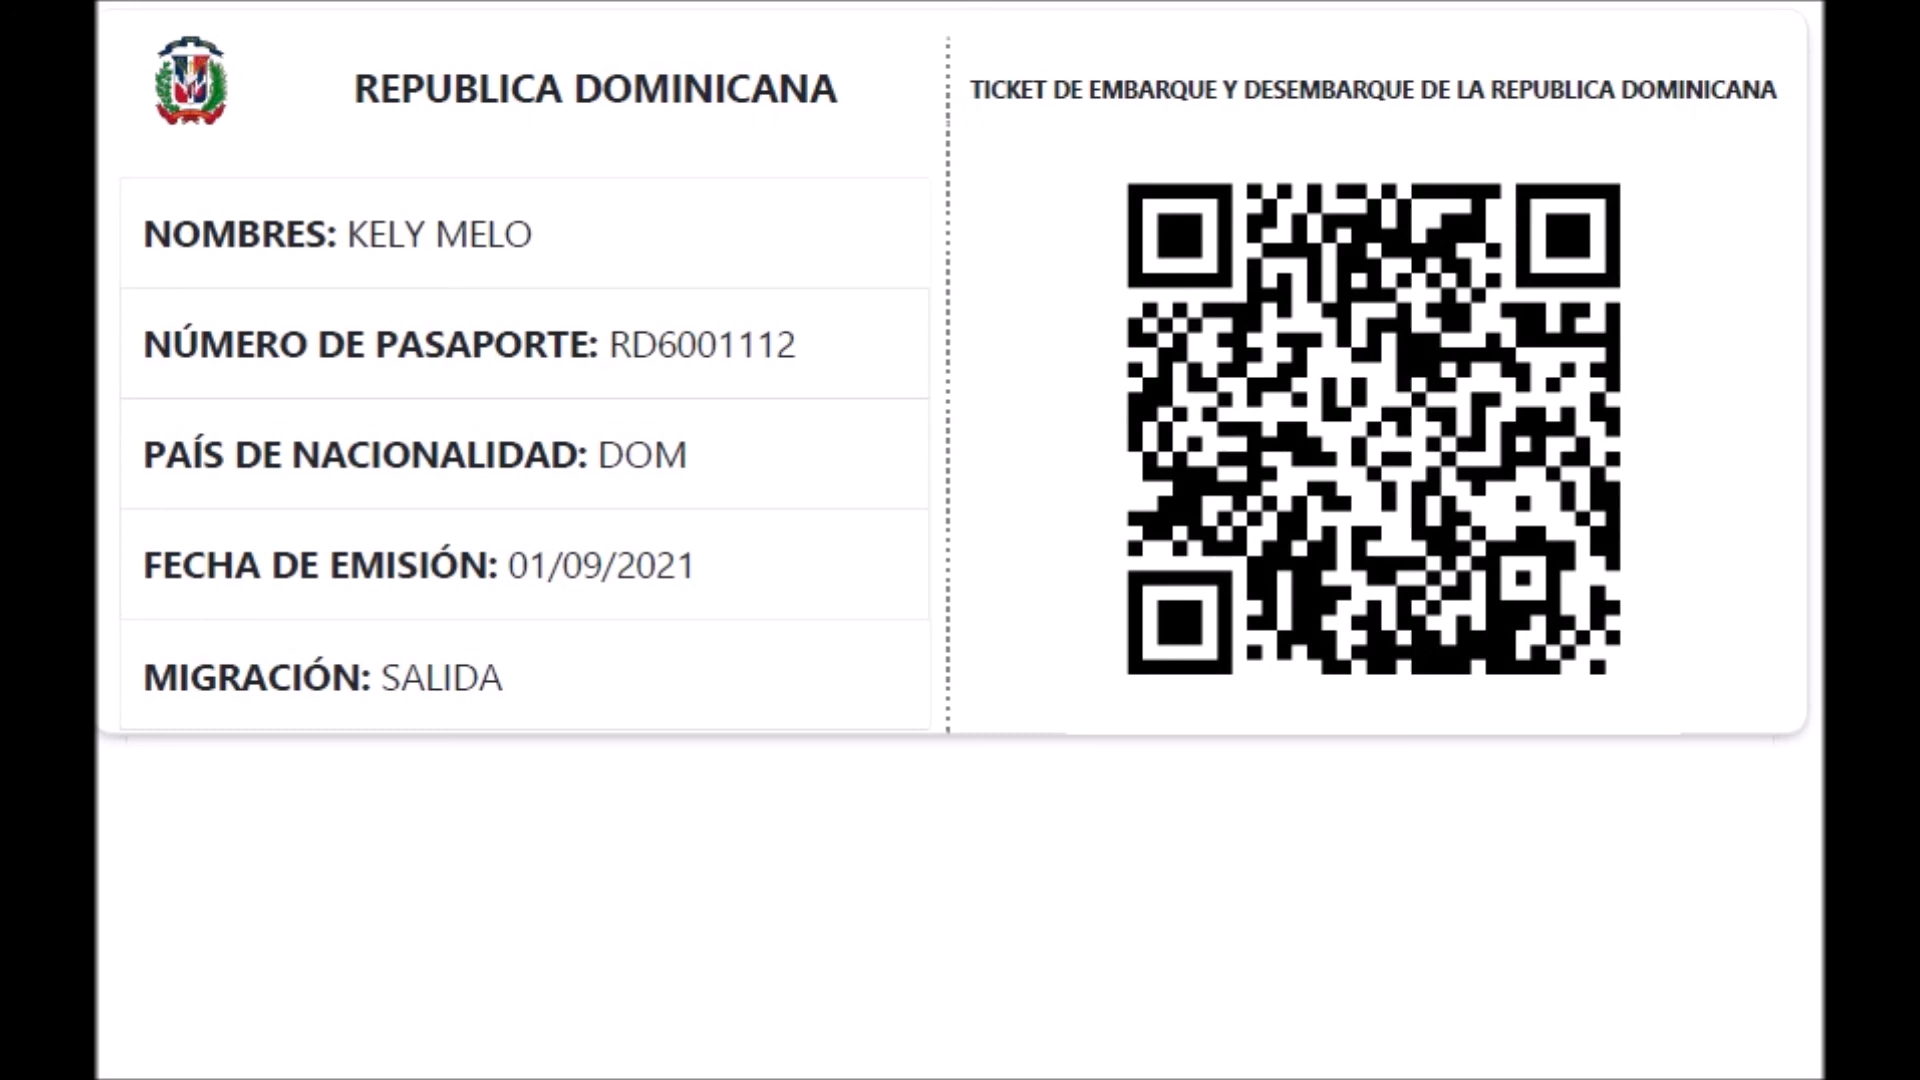 REPUBLICA DOMINICANA
TICKET DE EMBARQUE Y DESEMBARQUE DE LA REPUBLICA DOMINICANA
NOMBRES: KELY MELO
NÚMERO DE PASAPORTE: RD6001112
PAÍS DE NACIONALIDAD: DOM
FECHA DE EMISIÓN: 01/09/2021
MIGRACIÓN: SALIDA